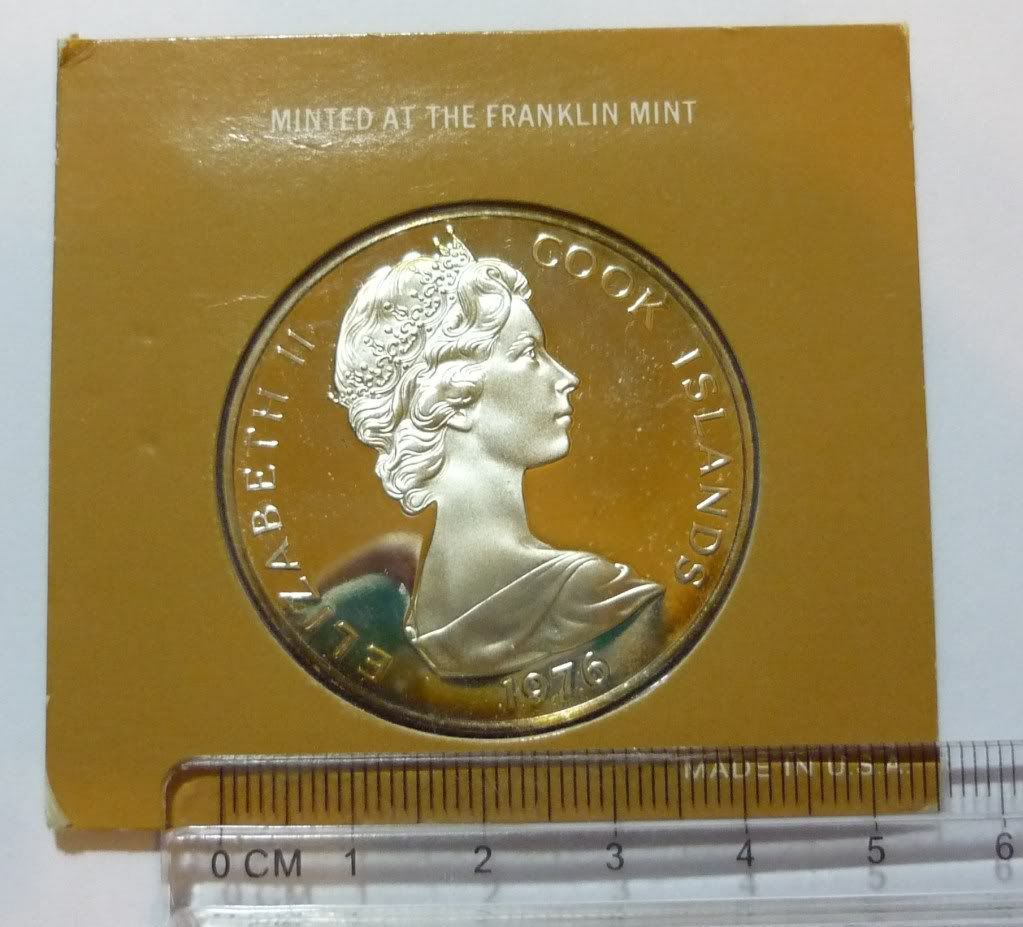 MINTED AT THE FRANKLIN MINT
ELIZABETH II
COOK ISLANDS
1976
MADE IN U.S.A.
0 CM 1 2 3 4 5 6